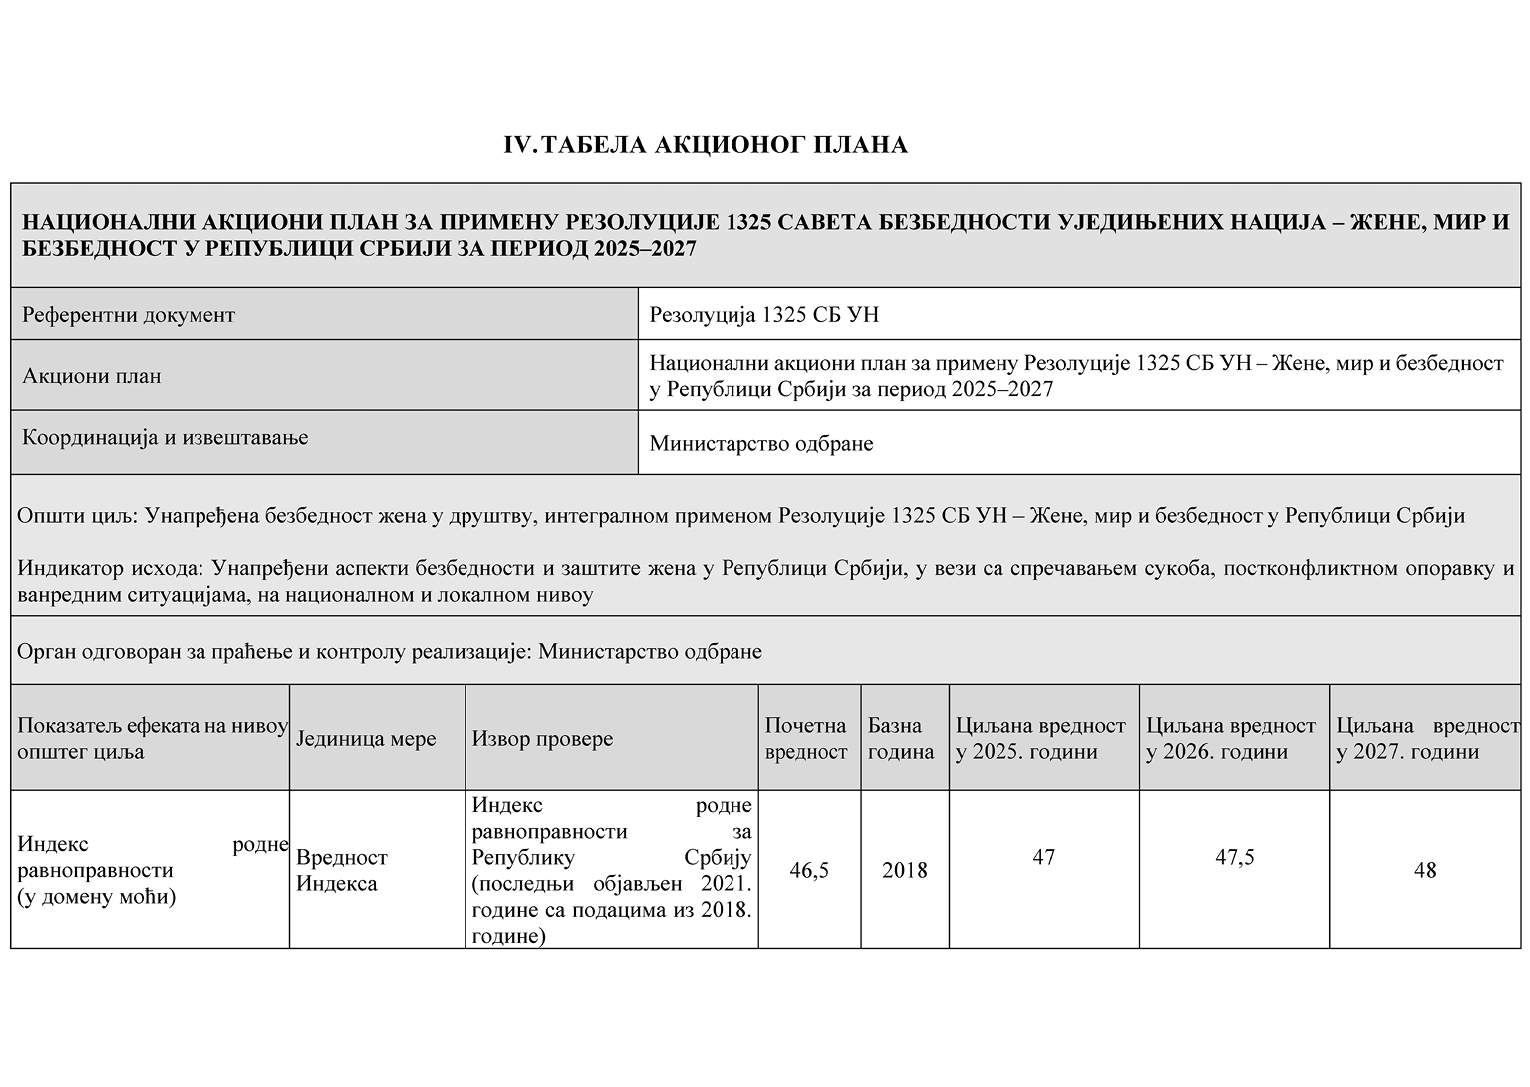 IV. ТАБЕЛА АКЦИОНОГ ПЛАНА
НАЦИОНАЛНИ АКЦИОНИ ПЛАН ЗА ПРИМЕНУ РЕЗОЛУЦИЈЕ 1325 САВЕТА БЕЗБЕДНОСТИ УЈЕДИЊЕНИХ НАЦИЈА – ЖЕНЕ, МИР И
БЕЗБЕДНОСТ У РЕПУБЛИЦИ СРБИЈИ ЗА ПЕРИОД 2025–2027
Референтни документ
Резолуција 1325 СБ УН
Акциони план
Национални акциони план за примену Резолуције 1325 СБ УН – Жене, мир и безбедност
у Републици Србији за период 2025–2027
Координација и извештавање
Министарство одбране
Општи циљ: Унапређена безбедност жена у друштву, интегралном применом Резолуције 1325 СБ УН – Жене, мир и безбедност у Републици Србији
Индикатор исхода: Унапређени аспекти безбедности и заштите жена у Републици Србији, у вези са спречавањем сукоба, постконфликтном опоравку и
ванредним ситуацијама, на националном и локалном нивоу
Орган одговоран за праћење и контролу реализације: Министарство одбране
Показатељ ефеката на нивоу
општег циља
Јединица мере
Извор провере
Почетна
вредност
Базна
година
Циљана вредност
у 2025. години
Циљана вредност
у 2026. години
Циљана вредност
у 2027. години
Индекс родне
равноправности
(у домену моћи)
Вредност
Индекса
Индекс родне
равноправности за
Републику Србију
(последњи објављен 2021.
године са подацима из 2018.
године)
46,5
2018
47
47,5
48